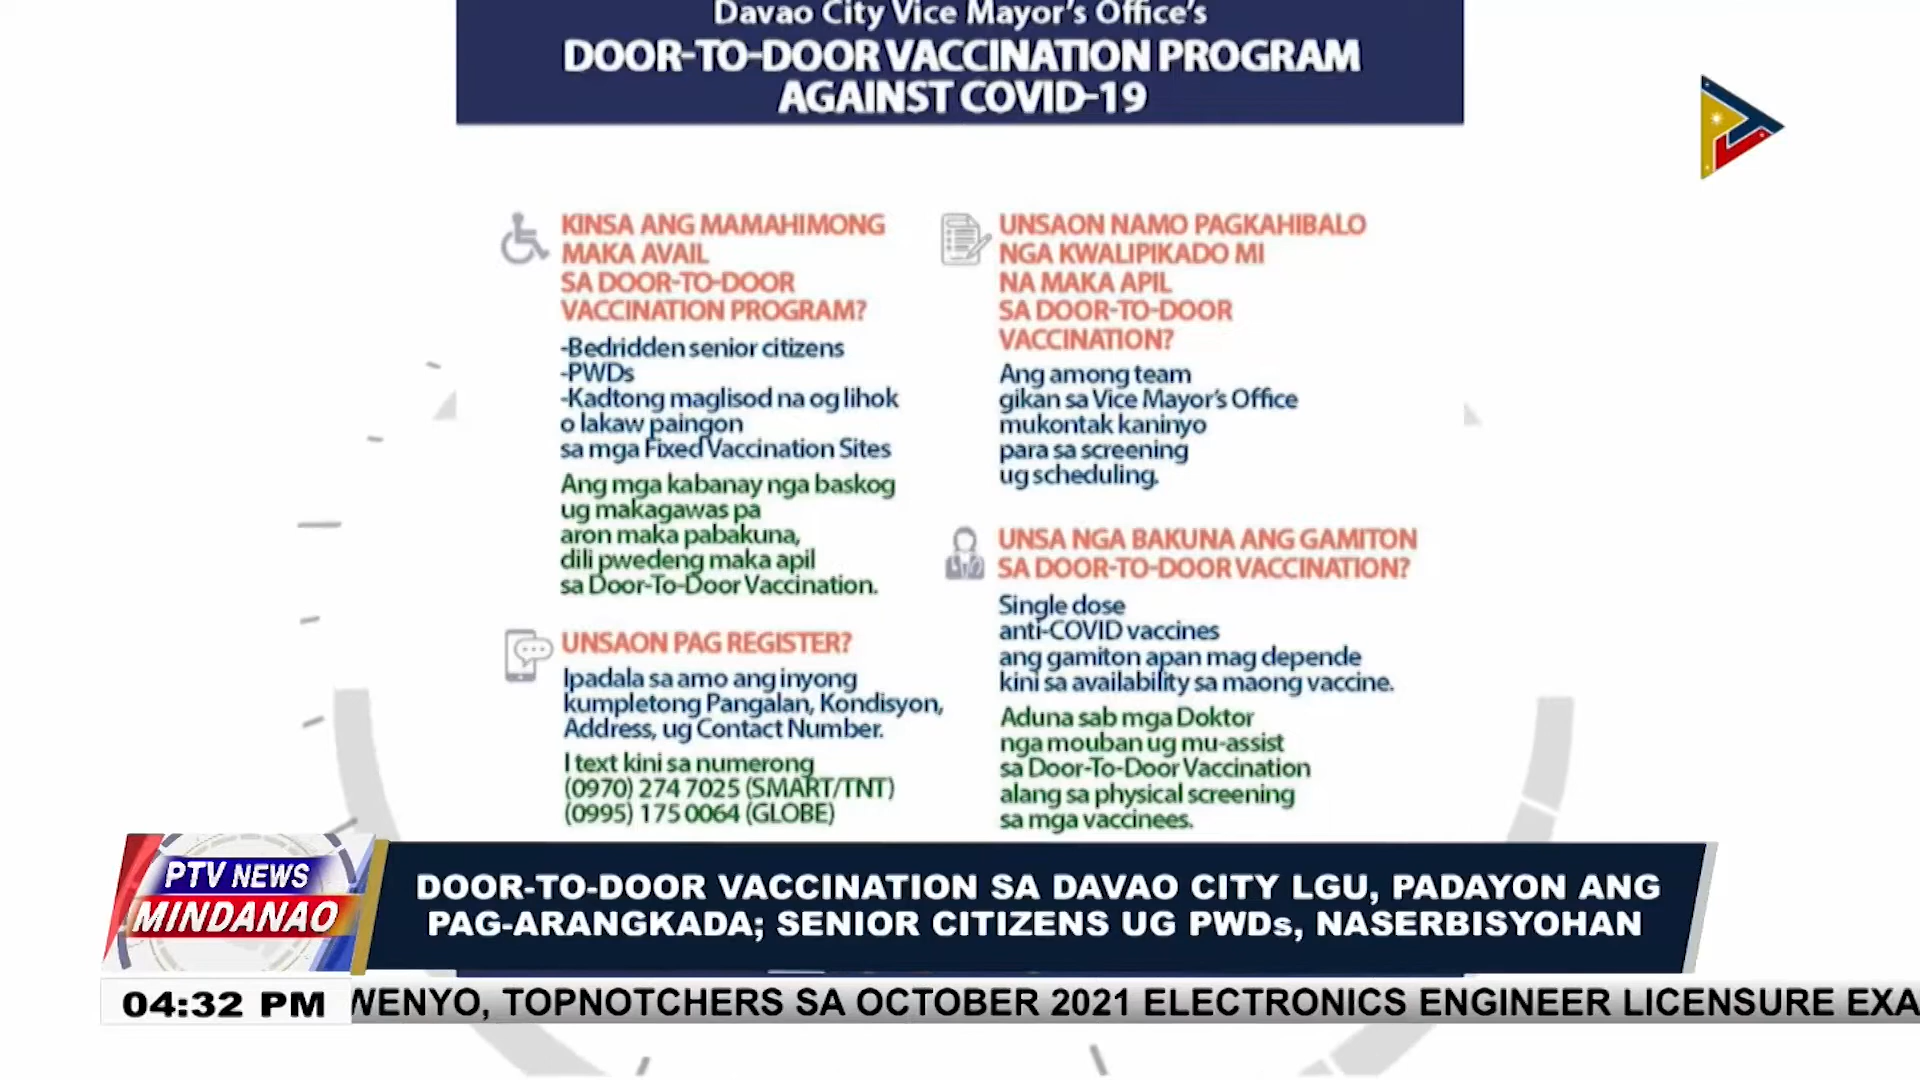 Davao City Vice Mayor's Office's
DOOR-TO-DOOR VACCINATION PROGRAM
AGAINST COVID-19
KINSA ANG MAMAHIMONG
MAKA AVAIL
SA DOOR-TO-DOOR
VACCINATION PROGRAM?
-Bedridden senior citizens
-PWDs
-Kadtong maglisod na og lihok
o lakaw paingon
sa mga Fixed Vaccination Sites
Ang mga kabanay nga baskog
ug makagawas pa
aron maka pabakuna,
dili pwedeng maka apil
sa Door-To-Door Vaccination.
UNSAON PAG REGISTER?
Ipadala sa amo ang inyong
kumpletong Pangalan, Kondisyon,
Address, ug Contact Number.
I text kini sa numerong
(0970) 274 7025 (SMART/TNT)
(0995) 175 0064 (GLOBE)
UNSAON NAMO PAGKAHIBALO
NGA KWALIPIKADO MI
NA MAKA APIL
SA DOOR-TO-DOOR
VACCINATION?
Ang among team
gikan sa Vice Mayor's Office
mukontak kaninyo
para sa screening
ug scheduling.
UNSA NGA BAKUNA ANG GAMITON
SA DOOR-TO-DOOR VACCINATION?
Single dose
anti-COVID vaccines
ang gamiton apan mag depende
kini sa availability sa maong vaccine.
Aduna sab mga Doktor
nga mouban ug mu-assist
sa Door-To-Door Vaccination
alang sa physical screening
sa mga vaccinees.
PTV NEWS
MINDANAO
DOOR-TO-DOOR VACCINATION SA DAVAO CITY LGU, PADAYON ANG
PAG-ARANGKADA; SENIOR CITIZENS UG PWDs, NASERBISYOHAN
04:32 PM
WENYO, TOPNOTCHERS SA OCTOBER 2021 ELECTRONICS ENGINEER LICENSURE EXA